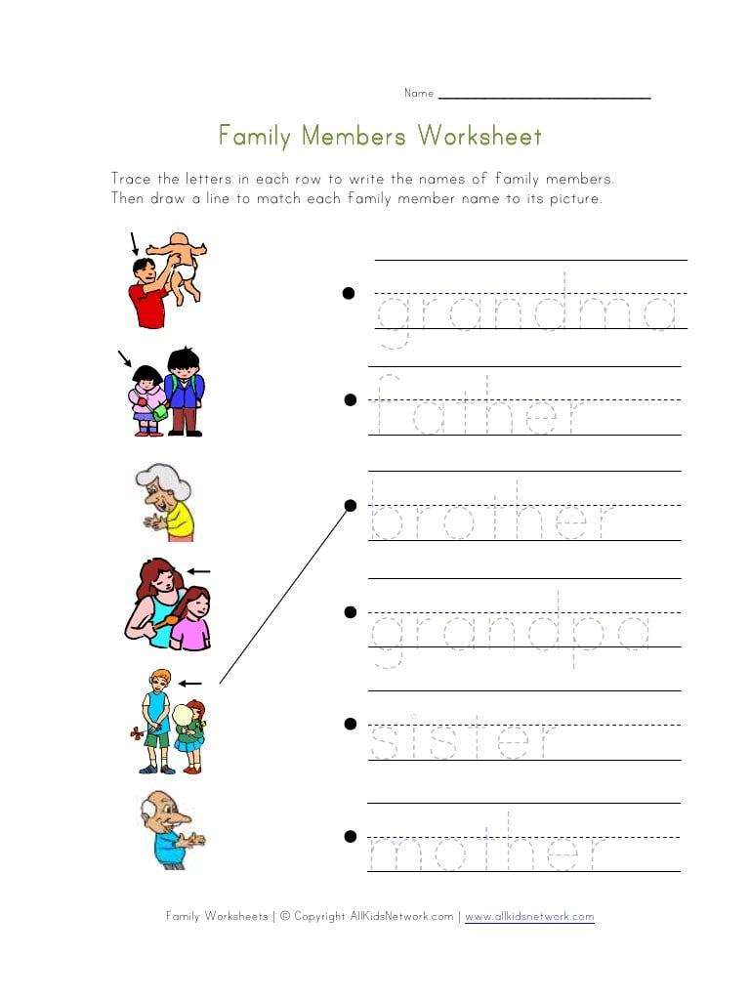 Name
Family Members Worksheet
Trace the letters in each row to write the names of family members.
Then draw a line to match each family member name to its picture.
grandma
father
brother
grandpa
sister
mother
Family Worksheets | © Copyright AllKidsNetwork.com | www.allkidsnetwork.com